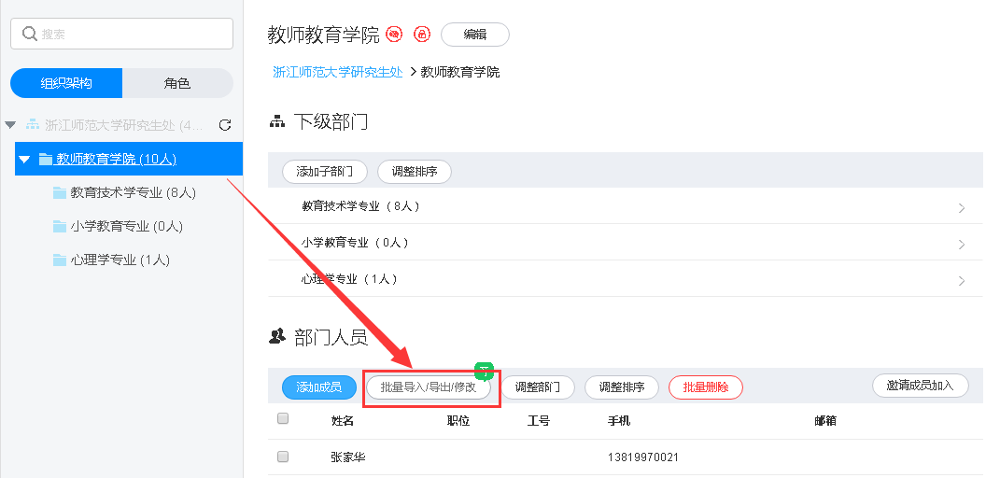 搜索
组织架构 角色
浙江师范大学研究生处 (4...
教师教育学院 (10人)
教育技术学专业 (8人)
小学教育专业 (0人)
心理学专业 (1人)
教师教育学院 编辑
浙江师范大学研究生处 > 教师教育学院
下级部门
添加子部门 调整排序
教育技术学专业 ( 8人 )
小学教育专业 ( 0人 )
心理学专业 ( 1人 )
部门人员
添加成员 批量导入/导出/修改 调整部门 调整排序 批量删除 邀请成员加入
姓名 职位 工号 手机 邮箱
张家华 13819970021